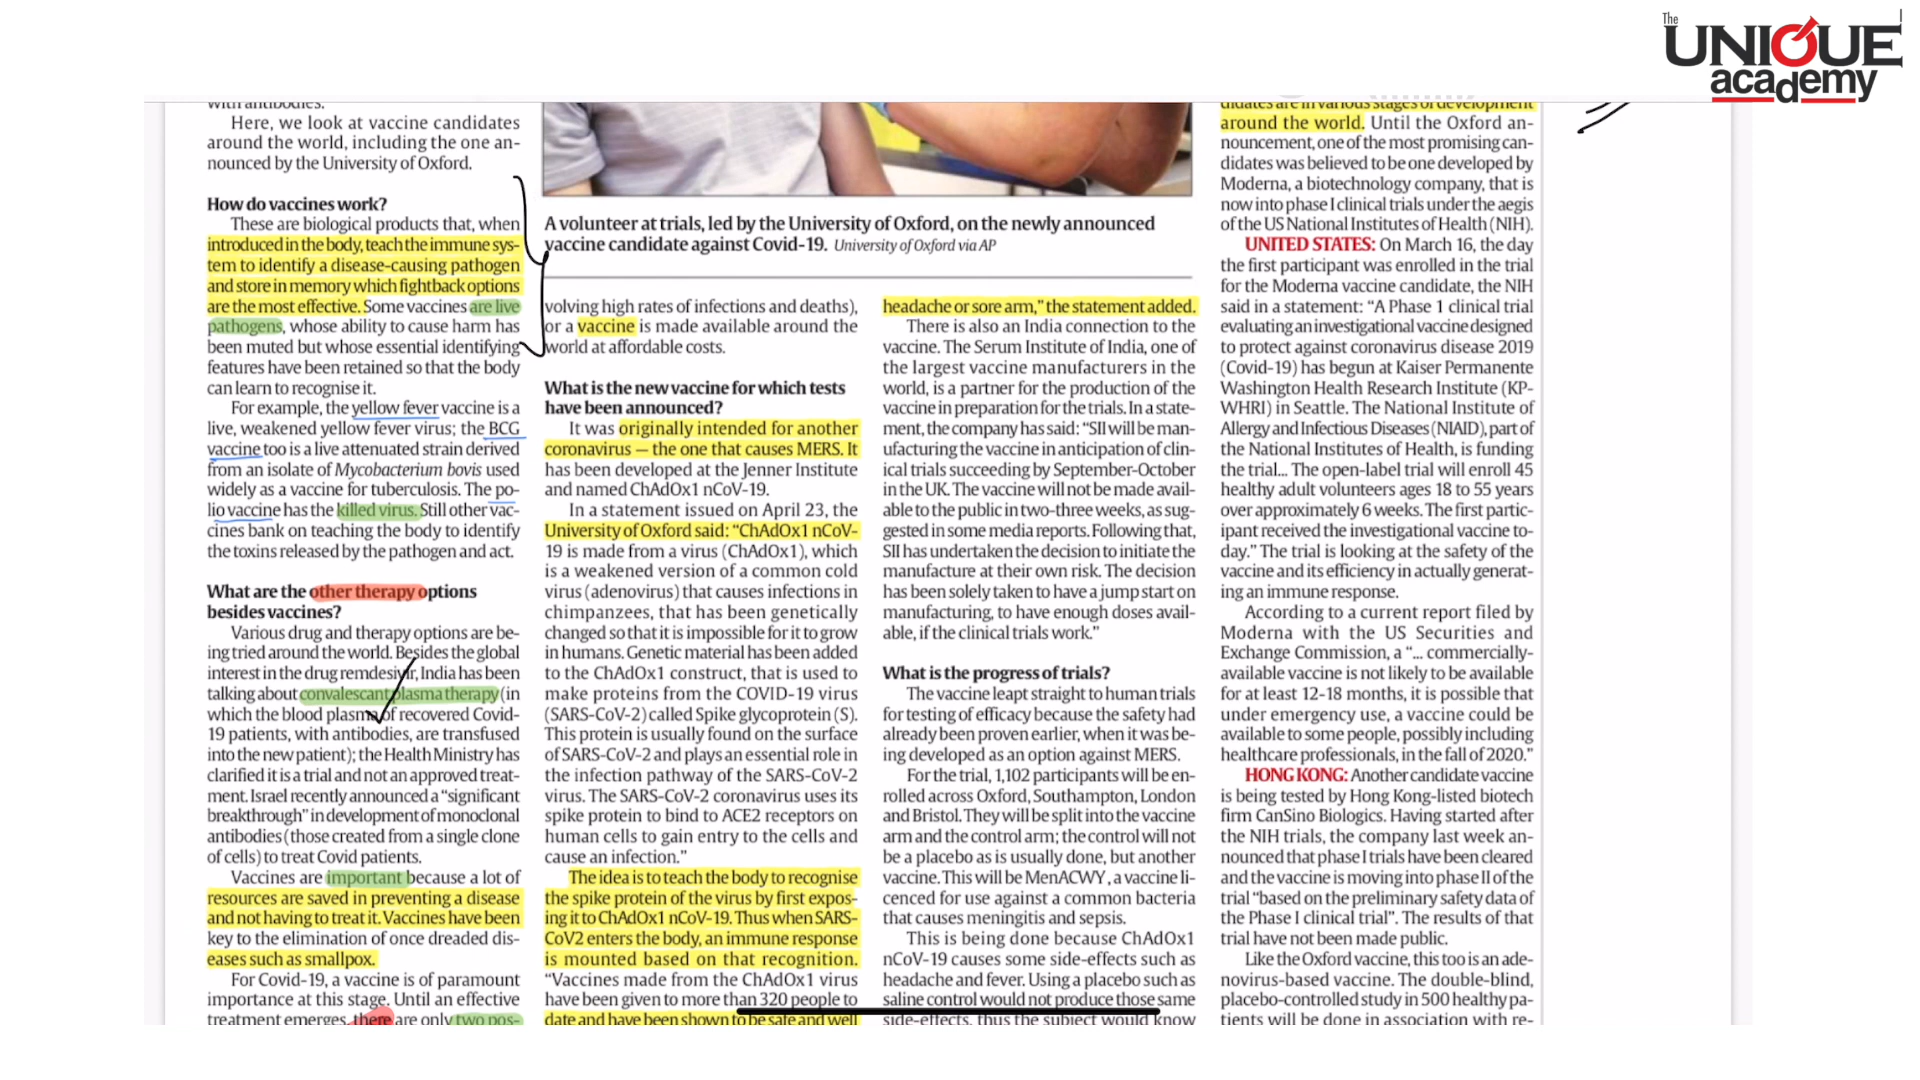 The
UNIQUE
academy
with antibodies.
Here, we look at vaccine candidates
around the world, including the one an-
nounced by the University of Oxford.
How do vaccines work?
These are biological products that, when
introduced in the body, teach the immune sys-
tem to identify a disease-causing pathogen
and store in memory which fightback options
are the most effective. Some vaccines are live
pathogens, whose ability to cause harm has
been muted but whose essential identifying
features have been retained so that the body
can learn to recognise it.
For example, the yellow fever vaccine is a
live, weakened yellow fever virus; the BCG
vaccine too is a live attenuated strain derived
from an isolate of Mycobacterium bovis used
widely as a vaccine for tuberculosis. The po-
lio vaccine has the killed virus. Still other vac-
cines bank on teaching the body to identify
the toxins released by the pathogen and act.
What are the other therapy options
besides vaccines?
Various drug and therapy options are be-
ing tried around the world. Besides the global
interest in the drug remdesivir, India has been
talking about convalescant plasma therapy (in
which the blood plasma of recovered Covid-
19 patients, with antibodies, are transfused
into the new patient); the Health Ministry has
clarified it is a trial and not an approved treat-
ment. Israel recently announced a “significant
breakthrough” in development of monoclonal
antibodies (those created from a single clone
of cells) to treat Covid patients.
Vaccines are important because a lot of
resources are saved in preventing a disease
and not having to treat it. Vaccines have been
key to the elimination of once dreaded dis-
eases such as smallpox.
For Covid-19, a vaccine is of paramount
importance at this stage. Until an effective
treatment emerges, there are only two pos-
A volunteer at trials, led by the University of Oxford, on the newly announced
vaccine candidate against Covid-19. University of Oxford via AP
volving high rates of infections and deaths),
or a vaccine is made available around the
world at affordable costs.
What is the new vaccine for which tests
have been announced?
It was originally intended for another
coronavirus — the one that causes MERS. It
has been developed at the Jenner Institute
and named ChAdOx1 nCoV-19.
In a statement issued on April 23, the
University of Oxford said: “ChAdOx1 nCoV-
19 is made from a virus (ChAdOx1), which
is a weakened version of a common cold
virus (adenovirus) that causes infections in
chimpanzees, that has been genetically
changed so that it is impossible for it to grow
in humans. Genetic material has been added
to the ChAdOx1 construct, that is used to
make proteins from the COVID-19 virus
(SARS-CoV-2) called Spike glycoprotein (S).
This protein is usually found on the surface
of SARS-CoV-2 and plays an essential role in
the infection pathway of the SARS-CoV-2
virus. The SARS-CoV-2 coronavirus uses its
spike protein to bind to ACE2 receptors on
human cells to gain entry to the cells and
cause an infection.”
The idea is to teach the body to recognise
the spike protein of the virus by first expos-
ing it to ChAdOx1 nCoV-19. Thus when SARS-
CoV2 enters the body, an immune response
is mounted based on that recognition.
“Vaccines made from the ChAdOx1 virus
have been given to more than 320 people to
date and have been shown to be safe and well
headache or sore arm,” the statement added.
There is also an India connection to the
vaccine. The Serum Institute of India, one of
the largest vaccine manufacturers in the
world, is a partner for the production of the
vaccine in preparation for the trials. In a state-
ment, the company has said: “SII will be man-
ufacturing the vaccine in anticipation of clin-
ical trials succeeding by September-October
in the UK. The vaccine will not be made avail-
able to the public in two-three weeks, as sug-
gested in some media reports. Following that,
SII has undertaken the decision to initiate the
manufacture at their own risk. The decision
has been solely taken to have a jump start on
manufacturing, to have enough doses avail-
able, if the clinical trials work.”
What is the progress of trials?
The vaccine leapt straight to human trials
for testing of efficacy because the safety had
already been proven earlier, when it was be-
ing developed as an option against MERS.
For the trial, 1,102 participants will be en-
rolled across Oxford, Southampton, London
and Bristol. They will be split into the vaccine
arm and the control arm; the control will not
be a placebo as is usually done, but another
vaccine. This will be MenACWY, a vaccine li-
cenced for use against a common bacteria
that causes meningitis and sepsis.
This is being done because ChAdOx1
nCoV-19 causes some side-effects such as
headache and fever. Using a placebo such as
saline control would not produce those same
side-effects, thus the subject would know
didates are in various stages of development
around the world. Until the Oxford an-
nouncement, one of the most promising can-
didates was believed to be one developed by
Moderna, a biotechnology company, that is
now into phase I clinical trials under the aegis
of the US National Institutes of Health (NIH).
UNITED STATES: On March 16, the day
the first participant was enrolled in the trial
for the Moderna vaccine candidate, the NIH
said in a statement: “A Phase 1 clinical trial
evaluating an investigational vaccine designed
to protect against coronavirus disease 2019
(Covid-19) has begun at Kaiser Permanente
Washington Health Research Institute (KP-
WHRI) in Seattle. The National Institute of
Allergy and Infectious Diseases (NIAID), part of
the National Institutes of Health, is funding
the trial... The open-label trial will enroll 45
healthy adult volunteers ages 18 to 55 years
over approximately 6 weeks. The first partic-
ipant received the investigational vaccine to-
day.” The trial is looking at the safety of the
vaccine and its efficiency in actually generat-
ing an immune response.
According to a current report filed by
Moderna with the US Securities and
Exchange Commission, a “... commercially-
available vaccine is not likely to be available
for at least 12-18 months, it is possible that
under emergency use, a vaccine could be
available to some people, possibly including
healthcare professionals, in the fall of 2020.”
HONG KONG: Another candidate vaccine
is being tested by Hong Kong-listed biotech
firm CanSino Biologics. Having started after
the NIH trials, the company last week an-
nounced that phase I trials have been cleared
and the vaccine is moving into phase II of the
trial “based on the preliminary safety data of
the Phase I clinical trial”. The results of that
trial have not been made public.
Like the Oxford vaccine, this too is an ade-
novirus-based vaccine. The double-blind,
placebo-controlled study in 500 healthy pa-
tients will be done in association with re-